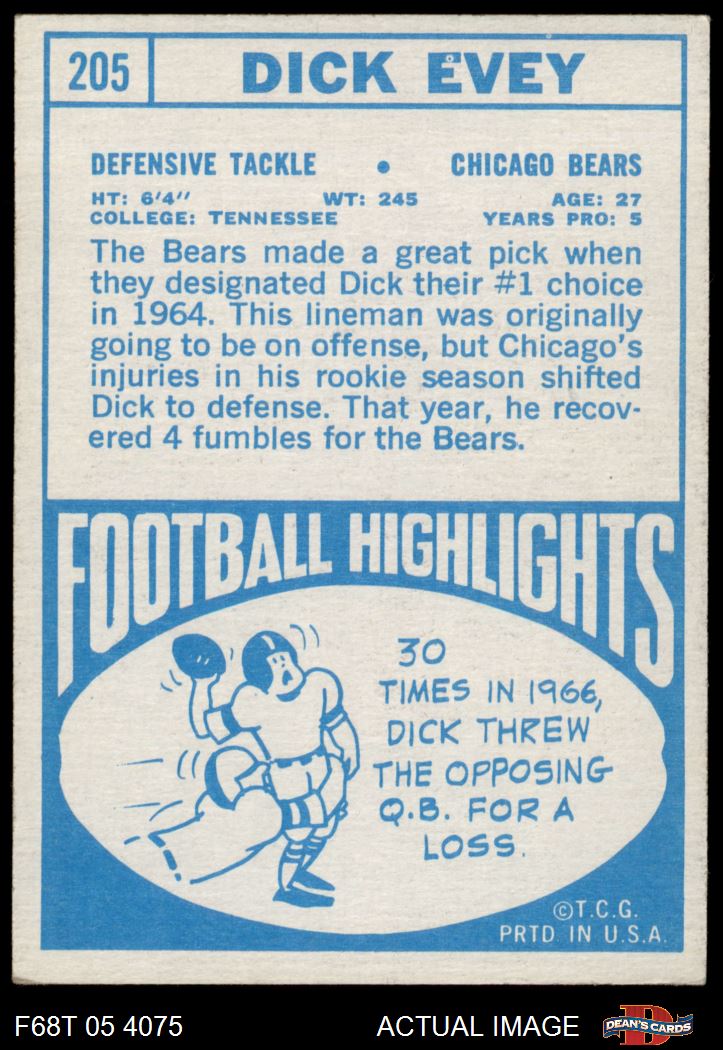 205 DICK EVEY
DEFENSIVE TACKLE • CHICAGO BEARS
HT: 6'4" WT: 245 AGE: 27
COLLEGE: TENNESSEE YEARS PRO: 5
The Bears made a great pick when
they designated Dick their #1 choice
in 1964. This lineman was originally
going to be on offense, but Chicago's
injuries in his rookie season shifted
Dick to defense. That year, he recov-
ered 4 fumbles for the Bears.
FOOTBALL HIGHLIGHTS
30
TIMES IN 1966,
DICK THREW
THE OPPOSING
Q.B. FOR A
LOSS.
©T.C.G.
PRTD. IN U.S.A.
F68T 05 4075 ACTUAL IMAGE D DEAN'S CARDS